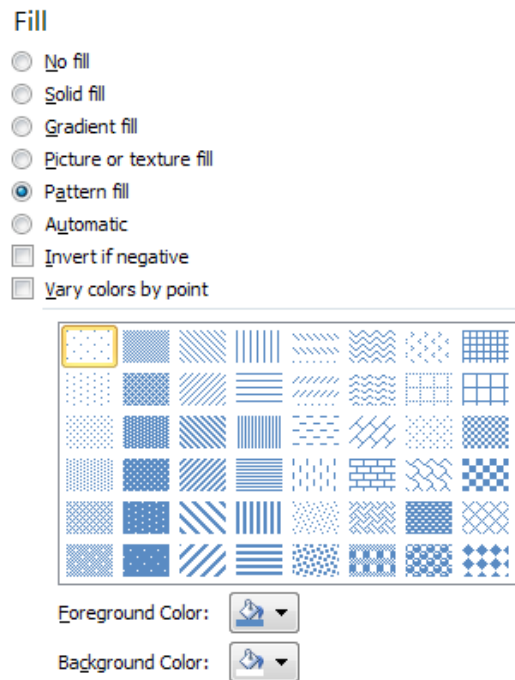 Fill
No fill
Solid fill
Gradient fill
Picture or texture fill
Pattern fill
Automatic
Invert if negative
Vary colors by point
Foreground Color:
Background Color: